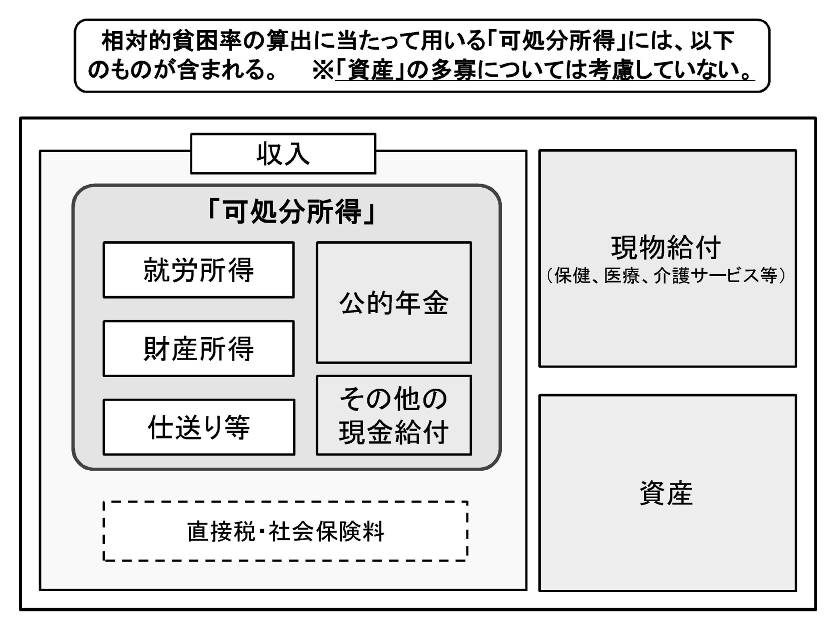 相対的貧困率の算出に当たって用いる「可処分所得」には、以下
のものが含まれる。　※「資産」の多寡については考慮していない。
収入
「可処分所得」
就労所得
財産所得
仕送り等
公的年金
その他の
現金給付
直接税・社会保険料
現物給付
（保健、医療、介護サービス等）
資産